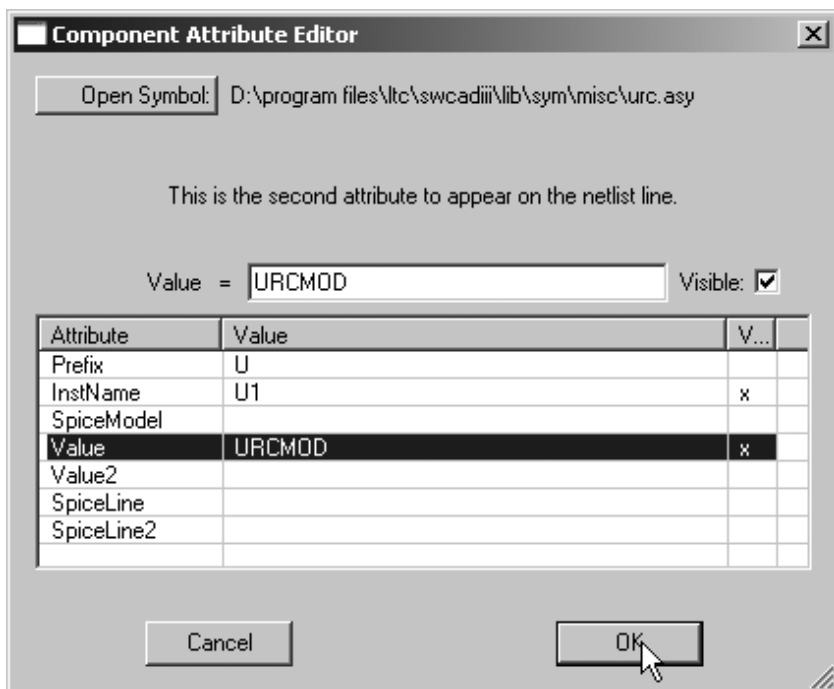 Component Attribute Editor
Open Symbol: D:\program files\ltc\swcadiii\lib\sym\misc\urc.asy
This is the second attribute to appear on the netlist line.
Value = URCMOD Visible:
Attribute Value V...
Prefix U
InstName U1 x
SpiceModel
Value URCMOD x
Value2
SpiceLine
SpiceLine2
Cancel OK